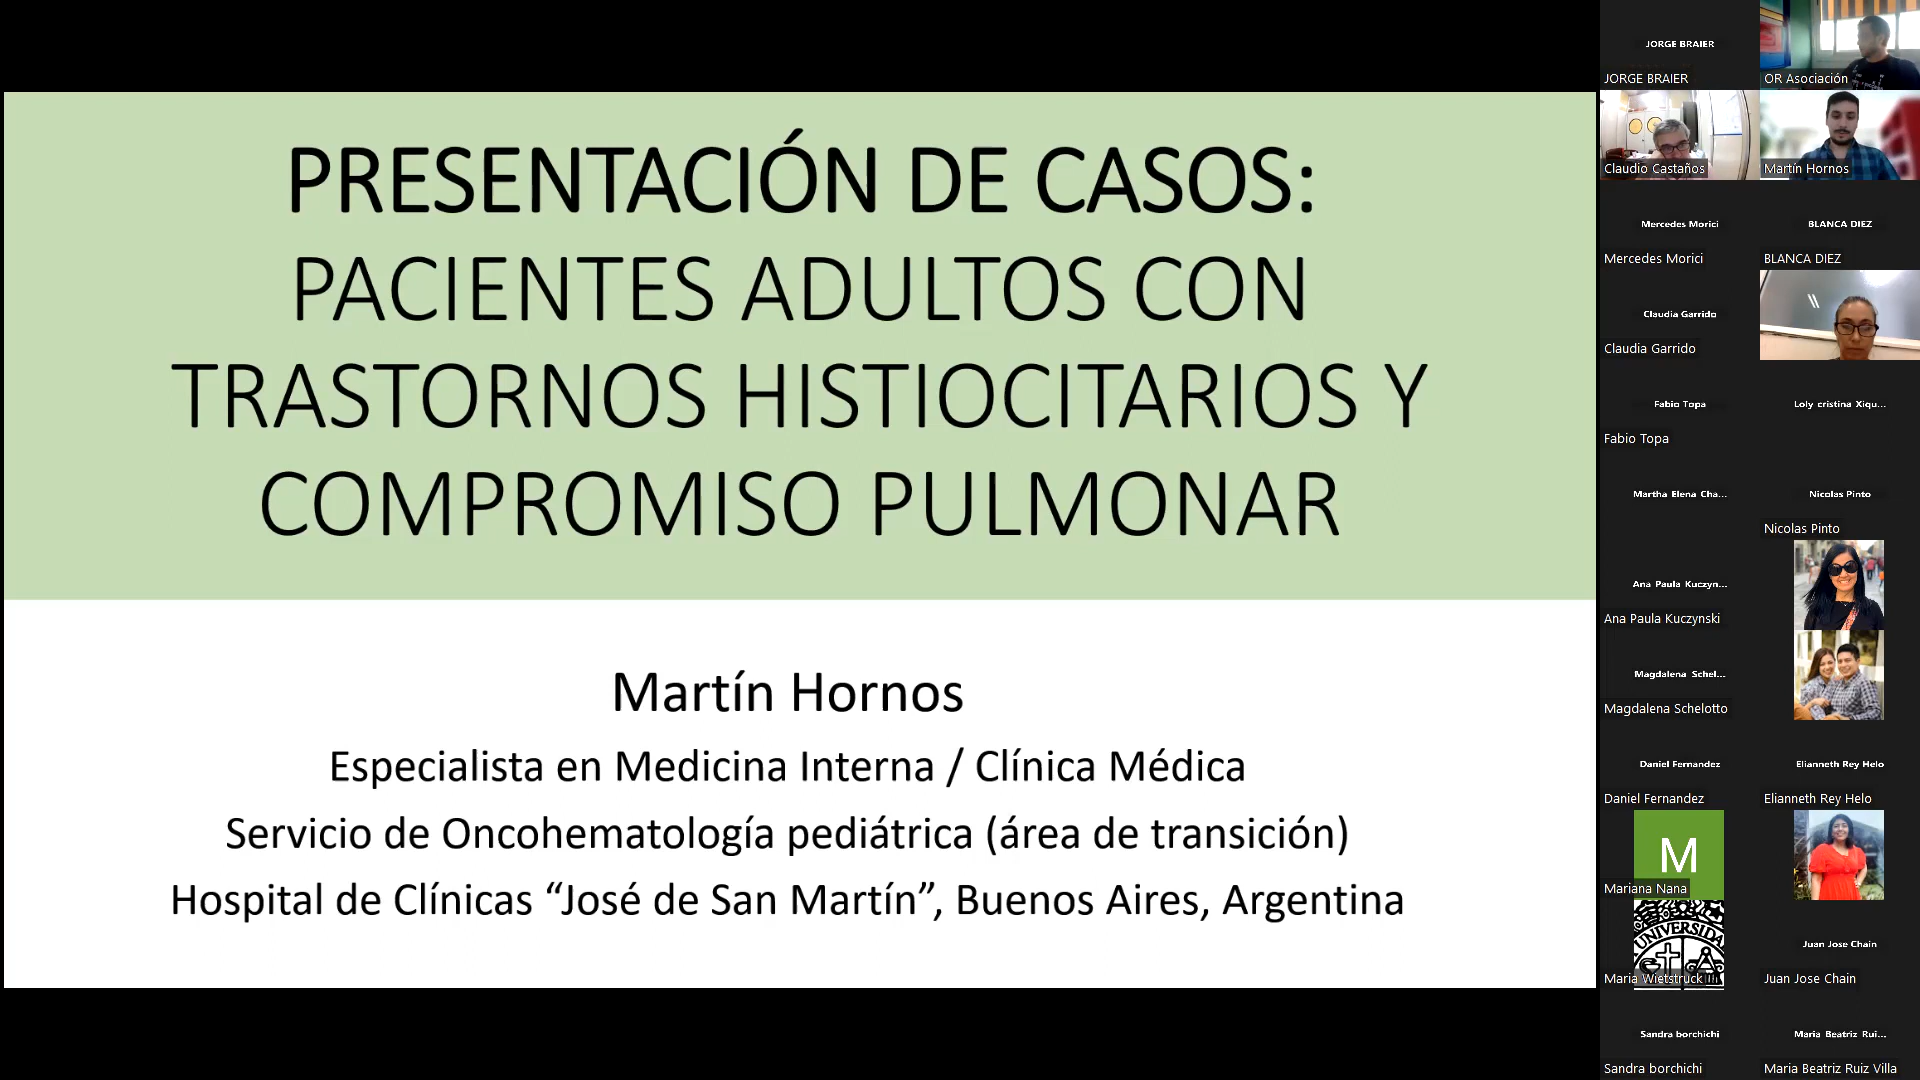 PRESENTACIÓN DE CASOS:
PACIENTES ADULTOS CON
TRASTORNOS HISTIOCITARIOS Y
COMPROMISO PULMONAR
Martín Hornos
Especialista en Medicina Interna / Clínica Médica
Servicio de Oncohematología pediátrica (área de transición)
Hospital de Clínicas “José de San Martín”, Buenos Aires, Argentina
JORGE BRAIER
JORGE BRAIER
OR Asociación
Claudio Castaños
Martín Hornos
Mercedes Morici
BLANCA DIEZ
Mercedes Morici
BLANCA DIEZ
Claudia Garrido
Claudia Garrido
Fabio Topa
Loly cristina Xiqu...
Fabio Topa
Martha Elena Cha...
Nicolas Pinto
Nicolas Pinto
Ana Paula Kuczyn...
Ana Paula Kuczynski
Magdalena Schel...
Magdalena Schelotto
Daniel Fernandez
Elianneth Rey Helo
Daniel Fernandez
Elianneth Rey Helo
M
Mariana Nana
UNIVERSIDA
Juan Jose Chain
Maria Wietstruck
Juan Jose Chain
Sandra borchichi
Maria Beatriz Rui...
Sandra borchichi
Maria Beatriz Ruiz Villa